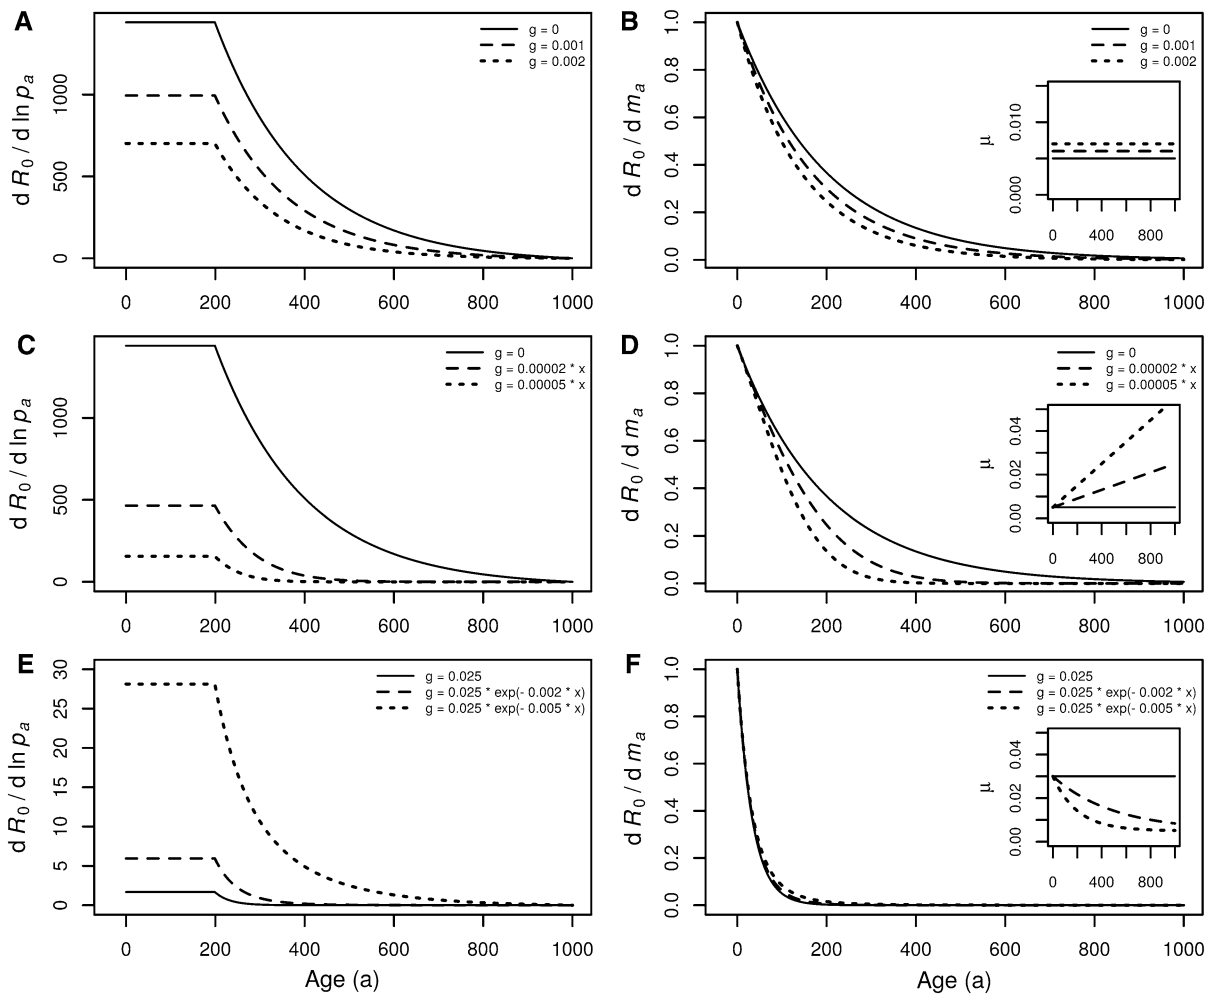 A
d R0 / d ln pa
1000
500
0
g = 0
g = 0.001
g = 0.002
0 200 400 600 800 1000
B
d R0 / d ma
1.0
0.8
0.6
0.4
0.2
0.0
g = 0
g = 0.001
g = 0.002
μ
0.010
0.000
0 400 800
0 200 400 600 800 1000
C
d R0 / d ln pa
1000
500
0
g = 0
g = 0.00002 * x
g = 0.00005 * x
0 200 400 600 800 1000
D
d R0 / d ma
1.0
0.8
0.6
0.4
0.2
0.0
g = 0
g = 0.00002 * x
g = 0.00005 * x
μ
0.04
0.02
0.00
0 400 800
0 200 400 600 800 1000
E
d R0 / d ln pa
30
25
20
15
10
5
0
g = 0.025
g = 0.025 * exp(- 0.002 * x)
g = 0.025 * exp(- 0.005 * x)
0 200 400 600 800 1000
Age (a)
F
d R0 / d ma
1.0
0.8
0.6
0.4
0.2
0.0
g = 0.025
g = 0.025 * exp(- 0.002 * x)
g = 0.025 * exp(- 0.005 * x)
μ
0.04
0.02
0.00
0 400 800
0 200 400 600 800 1000
Age (a)